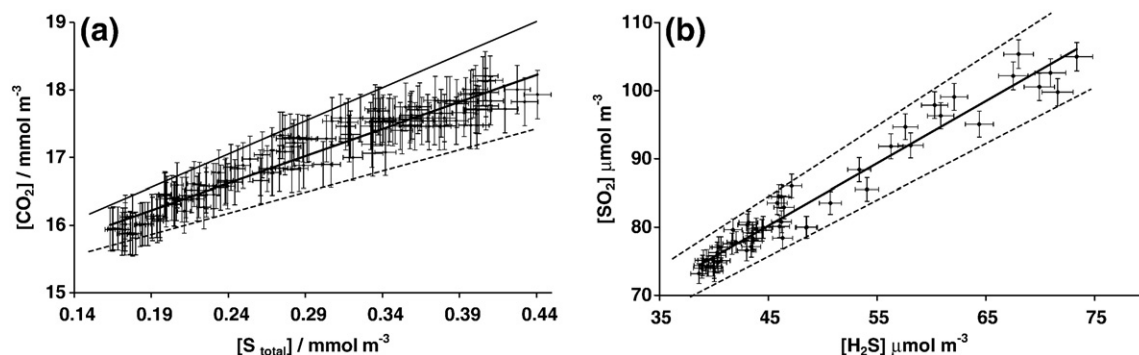 (a)
19
18
17
16
15
[CO₂] / mmol m⁻³
0.14 0.19 0.24 0.29 0.34 0.39 0.44
[S total] / mmol m⁻³
(b)
110
100
90
80
70
[SO₂] μmol m⁻³
35 45 55 65 75
[H₂S] μmol m⁻³